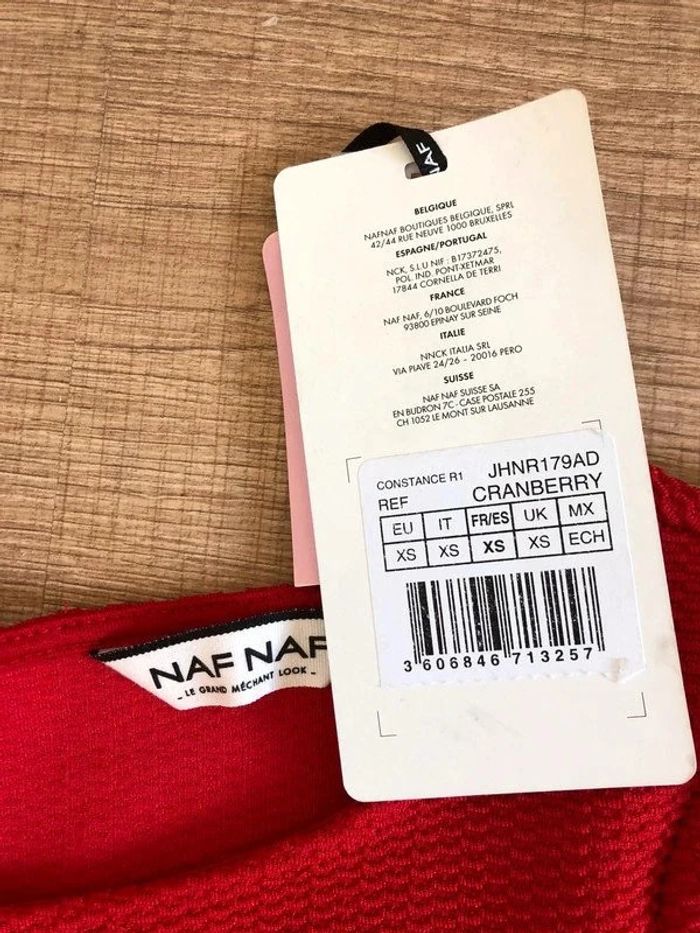 NAF
BELGIQUE
NAFNAF BOUTIQUES BELGIQUE, SPRL
42/44 RUE NEUVE 1000 BRUXELLES
ESPAGNE/PORTUGAL
NCK, S.L.U NIF : B17372475,
POL. IND. PONT-XETMAR
17844 CORNELLA DE TERRI
FRANCE
NAF NAF, 6/10 BOULEVARD FOCH
93800 EPINAY SUR SEINE
ITALIE
NNCK ITALIA SRL
VIA PIAVE 24/26 - 20016 PERO
SUISSE
NAF NAF SUISSE SA
EN BUDRON 7C - CASE POSTALE 255
CH 1052 LE MONT SUR LAUSANNE
CONSTANCE R1 JHNR179AD
REF CRANBERRY
EU IT FR/ES UK MX
XS XS XS XS ECH
3 606846 713257
NAF NAF
- LE GRAND MÉCHANT LOOK -